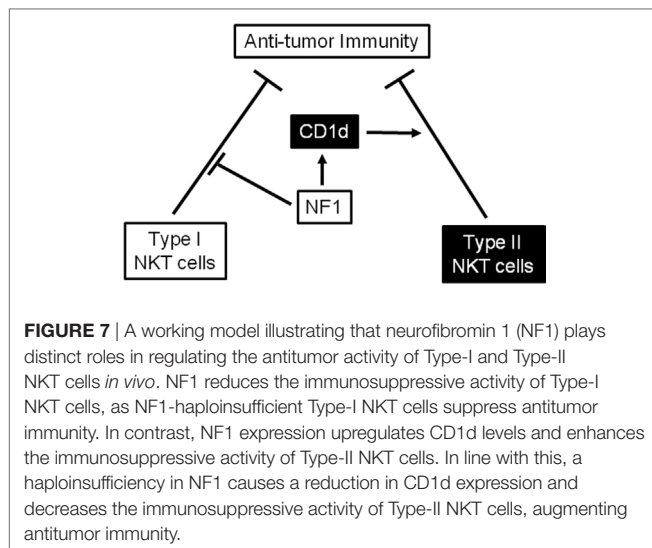 Anti-tumor Immunity
CD1d
NF1
Type I
NKT cells
Type II
NKT cells
FIGURE 7 | A working model illustrating that neurofibromin 1 (NF1) plays
distinct roles in regulating the antitumor activity of Type-I and Type-II
NKT cells in vivo. NF1 reduces the immunosuppressive activity of Type-I
NKT cells, as NF1-haploinsufficient Type-I NKT cells suppress antitumor
immunity. In contrast, NF1 expression upregulates CD1d levels and enhances
the immunosuppressive activity of Type-II NKT cells. In line with this, a
haploinsufficiency in NF1 causes a reduction in CD1d expression and
decreases the immunosuppressive activity of Type-II NKT cells, augmenting
antitumor immunity.